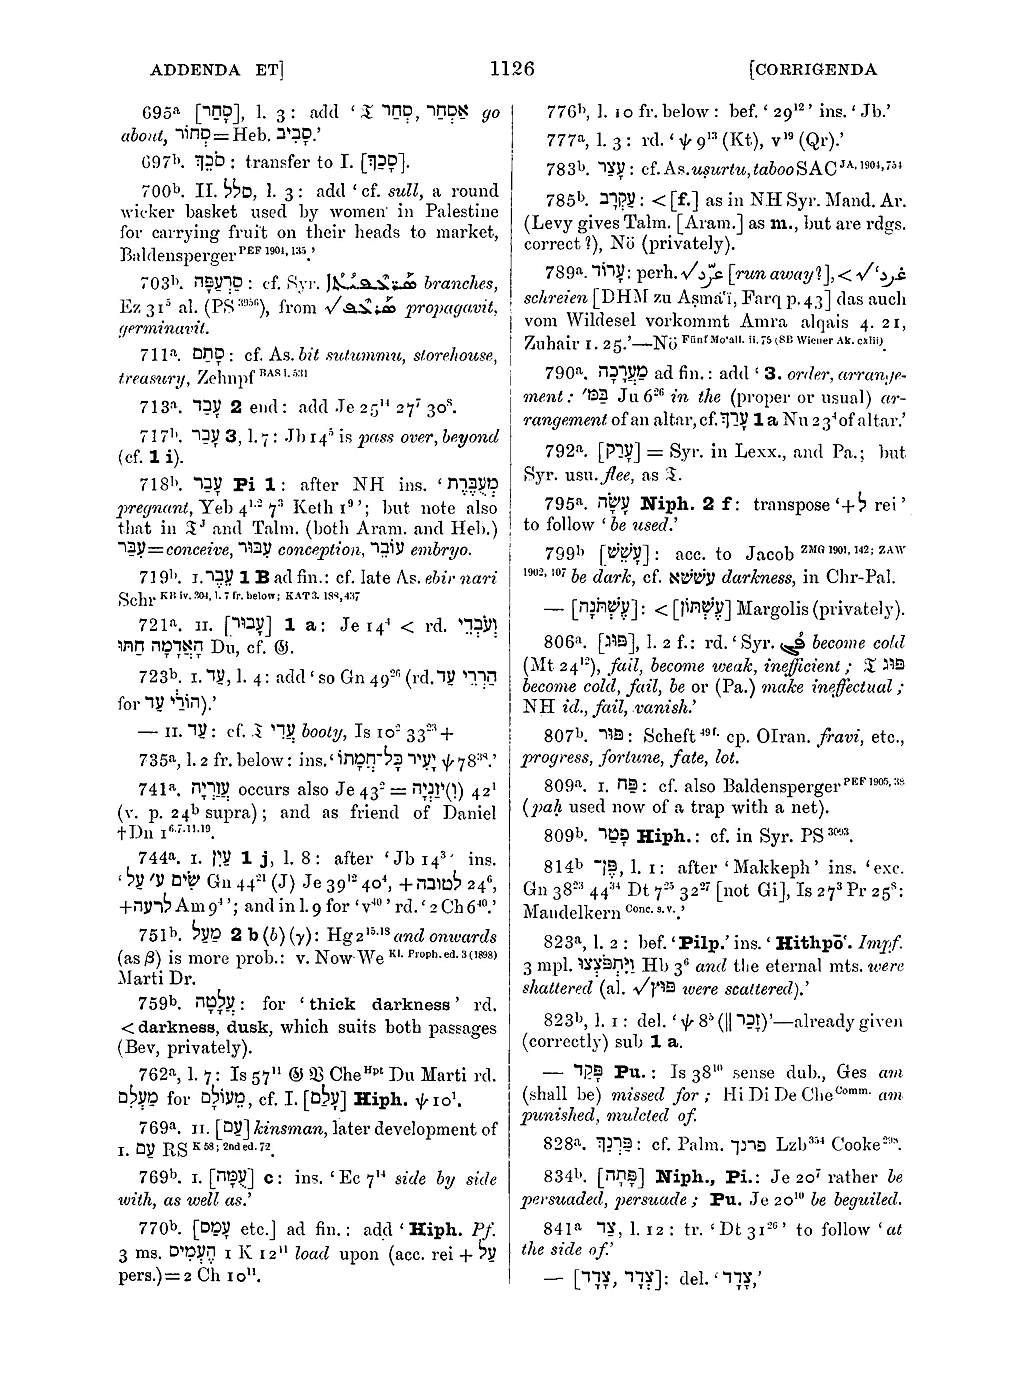 ADDENDA ET] 1126 [CORRIGENDA
695ᵃ [סָחַר], l. 3: add ‘ 𝔗 אַסְחַר, סְחַר go
about, סְחוֹר = Heb. סָבִיב.’
697ᵇ. סֹבֶךְ: transfer to I. [סָכַךְ].
700ᵇ. II. סלל, l. 3: add ‘cf. sull, a round
wicker basket used by women in Palestine
for carrying fruit on their heads to market,
Baldensperger PEF 1901, 135.’
703ᵇ. סַרְעַפָּה: cf. Syr. branches,
Ez 31⁵ al. (PS ³⁹⁵⁶), from √ propagavit,
germinavit.
711ᵃ. סָתַם: cf. As. bit sutummu, storehouse,
treasury, Zehnpf BAS i. 531
713ᵃ. עָבַד 2 end: add Je 25¹⁴ 27⁷ 30⁸.
717ᵇ. עָבַר 3, l. 7: Jb 14⁵ is pass over, beyond
(cf. 1 i).
718ᵇ. עָבַר Pi 1: after NH ins. ‘מְעֻבֶּרֶת
pregnant, Yeb 4¹·² 7³ Keth 1⁹’; but note also
that in 𝔗ᴶ and Talm. (both Aram. and Heb.)
עבּר = conceive, עִבּוּר conception, עוֹבָר embryo.
719ᵇ. I. עֵבֶר 1 B ad fin.: cf. late As. ebir nari
Schr KB iv. 304, l. 7 fr. below; KAT3. 188, 437
721ᵃ. II. [עָבוּר] 1 a: Je 14⁴ < rd. וְעֹבְדֵי
הָאֲדָמָה חַתּוּ Du, cf. 𝔊.
723ᵇ. I. עַד, l. 4: add ‘so Gn 49²⁶ (rd. הַרְרֵי עַד
for הוֹרַי עַד).’
— II. עַד: cf. 𝔗 עֲדִי booty, Is 10² 33²³ +
735ᵃ, l. 2 fr. below: ins. ‘יָעִיר כָּל־חֲמָתוֹ ψ 78³⁸.’
741ᵃ. עֲזַרְיָה occurs also Je 43² = יְזַנְיָה(וּ) 42¹
(v. p. 24ᵇ supra); and as friend of Daniel
†Dn 1⁶·⁷·¹¹·¹⁹.
744ᵃ. I. עַיִן 1 j, l. 8: after ‘Jb 14³’ ins.
‘שׂים ע׳ על Gn 44²¹ (J) Je 39¹² 40⁴, + לטובה 24⁶,
+ לרעה Am 9⁴’; and in l. 9 for ‘v⁴⁰’ rd. ‘2 Ch 6⁴⁰.’
751ᵇ. מַעַל 2 b (b) (γ): Hg 2¹⁵·¹⁸ and onwards
(as β) is more prob.: v. Now We Kl. Proph. ed. 3 (1898)
Marti Dr.
759ᵇ. עֲלָטָה: for ‘thick darkness’ rd.
< darkness, dusk, which suits both passages
(Bev, privately).
762ᵃ, l. 7: Is 57¹¹ 𝔊 𝔙 Che Hpt Du Marti rd.
מַעְלִם for מֵעוֹלָם, cf. I. [עָלַם] Hiph. ψ 10¹.
769ᵃ. II. [עַם] kinsman, later development of
I. עַם RS K 58; 2nd ed. 72.
769ᵇ. I. [עֻמָּה] c: ins. ‘Ec 7¹⁴ side by side
with, as well as.’
770ᵇ. [עָמַס etc.] ad fin.: add ‘Hiph. Pf.
3 ms. הֶעְמִים 1 K 12¹¹ load upon (acc. rei + עַל
pers.) = 2 Ch 10¹¹.
776ᵇ, l. 10 fr. below: bef. ‘29¹²’ ins. ‘Jb.’
777ᵃ, l. 3: rd. ‘ψ 9¹³ (Kt), v¹⁹ (Qr).’
783ᵇ. עצר: cf. As. uṣurtu, taboo SAC JA, 1904, 754
785ᵇ. עַקְרָב: < [f.] as in NH Syr. Mand. Ar.
(Levy gives Talm. [Aram.] as m., but are rdgs.
correct?), Nö (privately).
789ᵃ. עָרוֹד: perh. √ عرّد [run away?], < √ ‘غرد
schreien [DHM zu Aṣmá‘î, Farq p. 43] das auch
vom Wildesel vorkommt Amra alqais 4. 21,
Zuhair 1. 25.’—Nö Fünf Mo‘all. ii. 75 (SB Wiener Ak. cxlii)
790ᵃ. מַעֲרָכָה ad fin.: add ‘ 3. order, arrange-
ment: בַּמּ׳ Ju 6²⁶ in the (proper or usual) ar-
rangement of an altar, cf. עָרַךְ 1 a Nu 23⁴ of altar.’
792ᵃ. [עָרַק] = Syr. in Lexx., and Pa.; but
Syr. usu. flee, as 𝔗.
795ᵃ. עָשָׂה Niph. 2 f: transpose ‘ + לְ rei ’
to follow ‘be used.’
799ᵇ [עָשֵׁשׁ]: acc. to Jacob ZMG 1901, 142; ZAW
1902, 107 be dark, cf. עששא darkness, in Chr-Pal.
— [עֶשְׁתֹּנָה]: < [עֶשְׁתּוֹן] Margolis (privately).
806ᵃ. [פּוּג], l. 2 f.: rd. ‘Syr. become cold
(Mt 24¹²), fail, become weak, inefficient; 𝔗 פּוּג
become cold, fail, be or (Pa.) make ineffectual;
NH id., fail, vanish.’
807ᵇ. פּוּר: Scheft ⁴⁹ ᶠ· cp. OIran. fravi, etc.,
progress, fortune, fate, lot.
809ᵃ. I. פַּח: cf. also Baldensperger PEF 1905, 38
(paḥ used now of a trap with a net).
809ᵇ. פָּטַר Hiph.: cf. in Syr. PS ³⁰⁹³.
814ᵇ פֶּן־, l. 1: after ‘Makkeph’ ins. ‘exc.
Gn 38²³ 44³⁴ Dt 7²⁵ 32²⁷ [not Gi], Is 27³ Pr 25⁸:
Mandelkern Conc. s. v..’
823ᵃ, l. 2: bef. ‘Pilp.’ ins. ‘Hithpō‘. Impf.
3 mpl. וַיִּתְפֹּצְצוּ Hb 3⁶ and the eternal mts. were
shattered (al. √פוץ were scattered).’
823ᵇ, l. 1: del. ‘ψ 8⁵ (|| זָכַר)’—already given
(correctly) sub 1 a.
— פָּקַד Pu.: Is 38¹⁰ sense dub., Ges am
(shall be) missed for; Hi Di De Che Comm. am
punished, mulcted of.
828ᵃ. פַּרְנָךְ: cf. Palm. פרנך Lzb³⁵⁴ Cooke²⁹⁸.
834ᵇ. [פָּתָה] Niph., Pi.: Je 20⁷ rather be
persuaded, persuade; Pu. Je 20¹⁰ be beguiled.
841ᵃ צַד, l. 12: tr. ‘Dt 31²⁶’ to follow ‘at
the side of.’
— [צְדָד, צָדָד]: del. ‘צָדָד,’